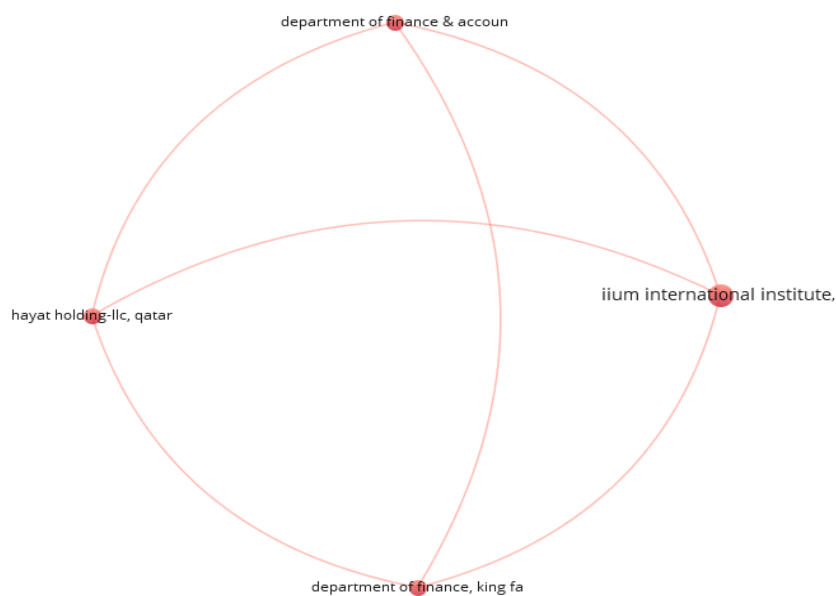 department of finance & accoun
iium international institute,
hayat holding-llc, qatar
department of finance, king fa